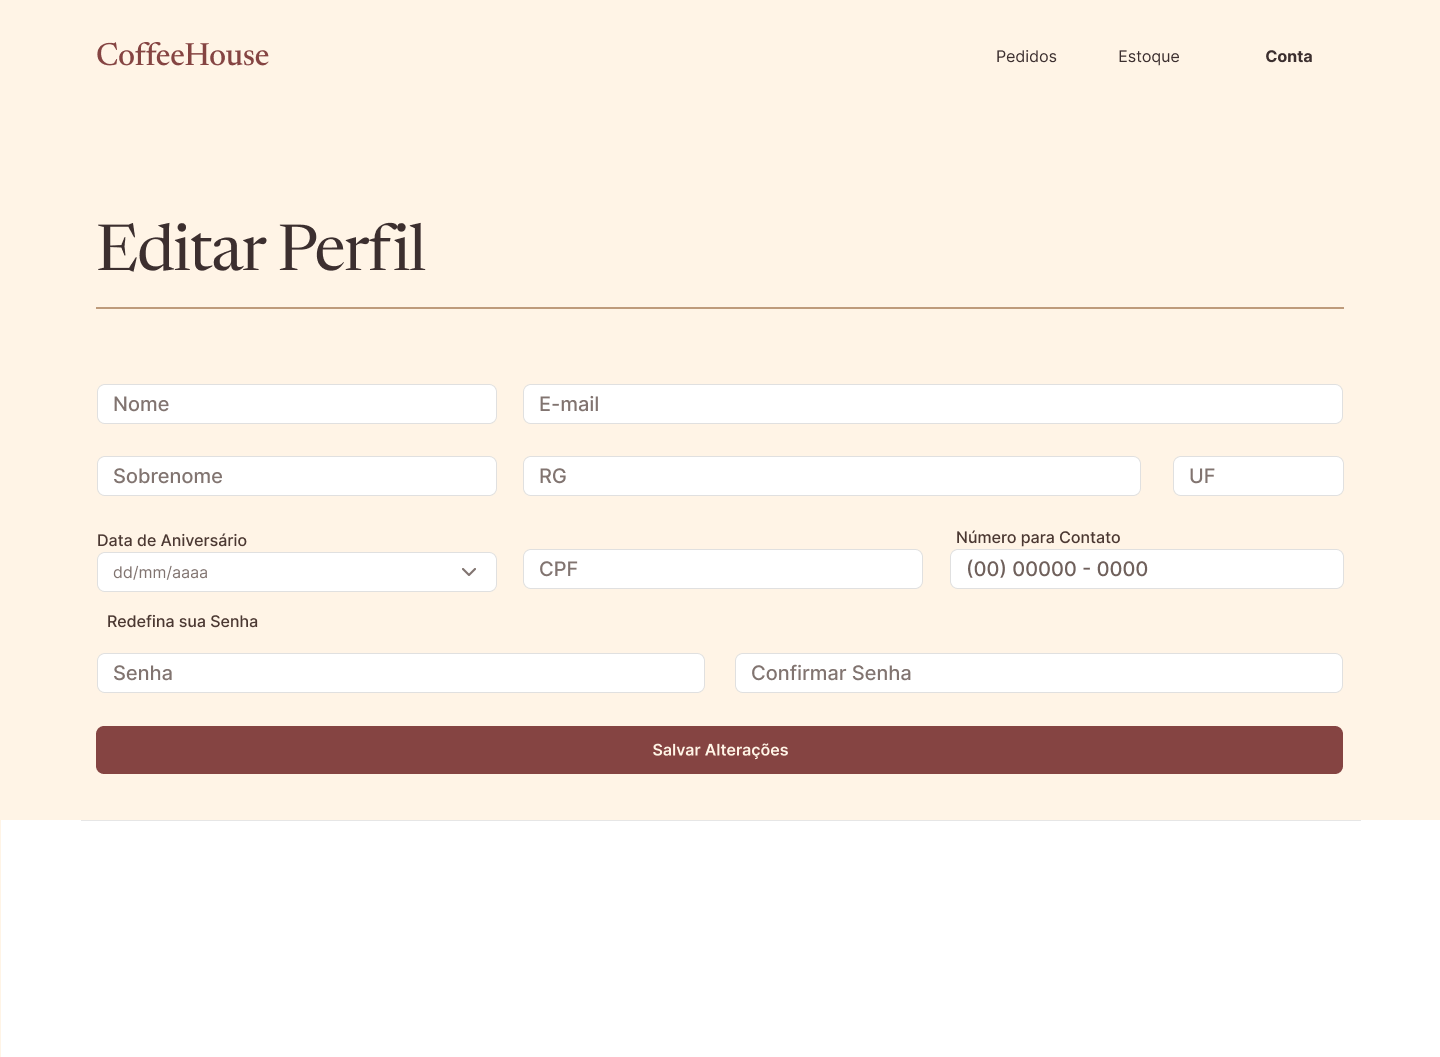 CoffeeHouse
Pedidos Estoque Conta
Editar Perfil
Nome E-mail
Sobrenome RG UF
Data de Aniversário Número para Contato
dd/mm/aaaa CPF (00) 00000 - 0000
Redefina sua Senha
Senha Confirmar Senha
Salvar Alterações